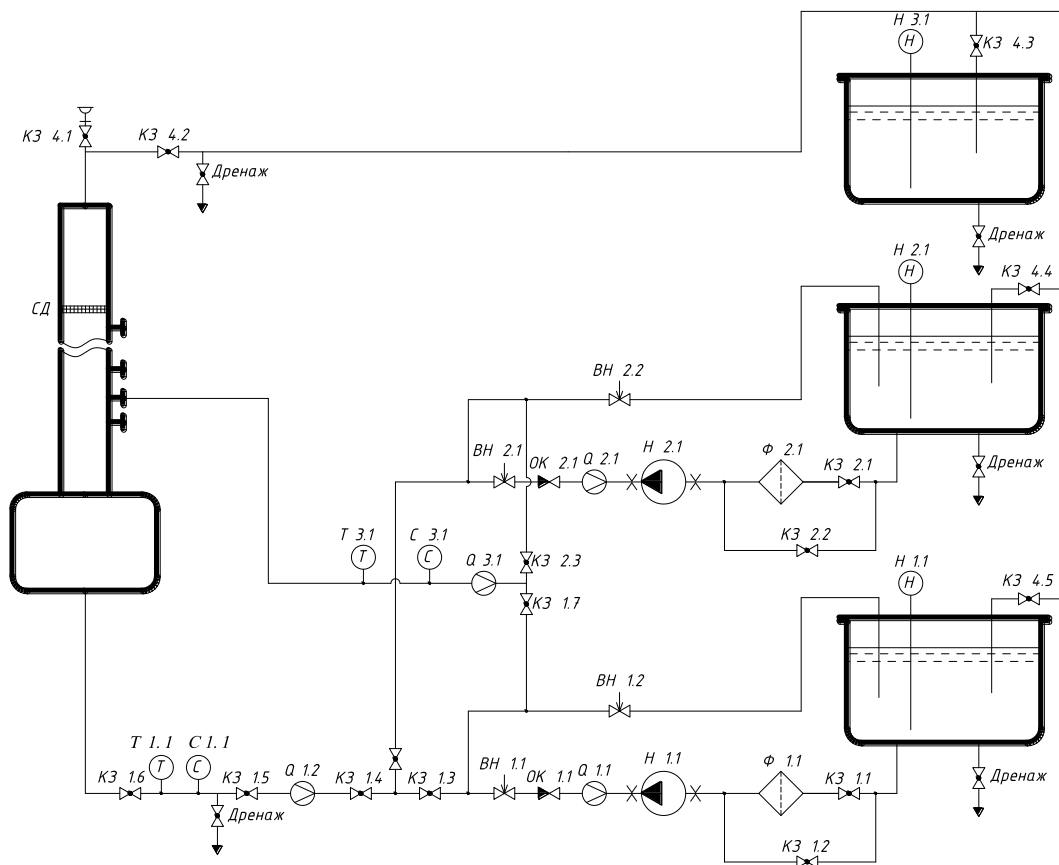 Н 3.1
Н
КЗ 4.3
КЗ 4.1
КЗ 4.2
Дренаж
Дренаж
Н 2.1
Н
КЗ 4.4
СД
ВН 2.2
ВН 2.1
ОК 2.1
Q 2.1
Н 2.1
Ф 2.1
КЗ 2.1
Дренаж
КЗ 2.2
Т 3.1
Т
С 3.1
С
Q 3.1
КЗ 2.3
КЗ 1.7
Н 1.1
Н
КЗ 4.5
ВН 1.2
Т 1.1
Т
С 1.1
С
КЗ 1.6
КЗ 1.5
Q 1.2
КЗ 1.4
КЗ 1.3
ВН 1.1
ОК 1.1
Q 1.1
Н 1.1
Ф 1.1
КЗ 1.1
Дренаж
Дренаж
КЗ 1.2